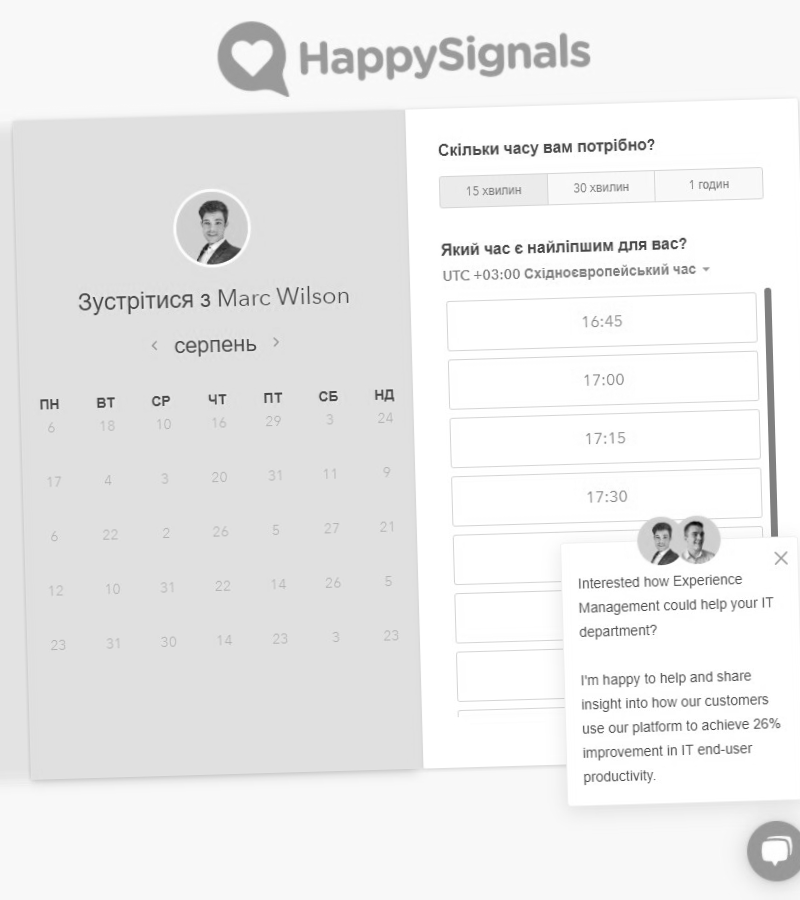 HappySignals
Зустрітися з Marc Wilson
серпень
ПН ВТ СР ЧТ ПТ СБ НД
6 18 10 16 29 3 24
17 4 3 20 31 11 9
6 22 2 26 5 27 21
12 10 31 22 14 26 5
23 31 30 14 23 3 23
Скільки часу вам потрібно?
15 хвилин 30 хвилин 1 годин
Який час є найліпшим для вас?
UTC +03:00 Східноєвропейський час
16:45
17:00
17:15
17:30
Interested how Experience
Management could help your IT
department?
I'm happy to help and share
insight into how our customers
use our platform to achieve 26%
improvement in IT end-user
productivity.